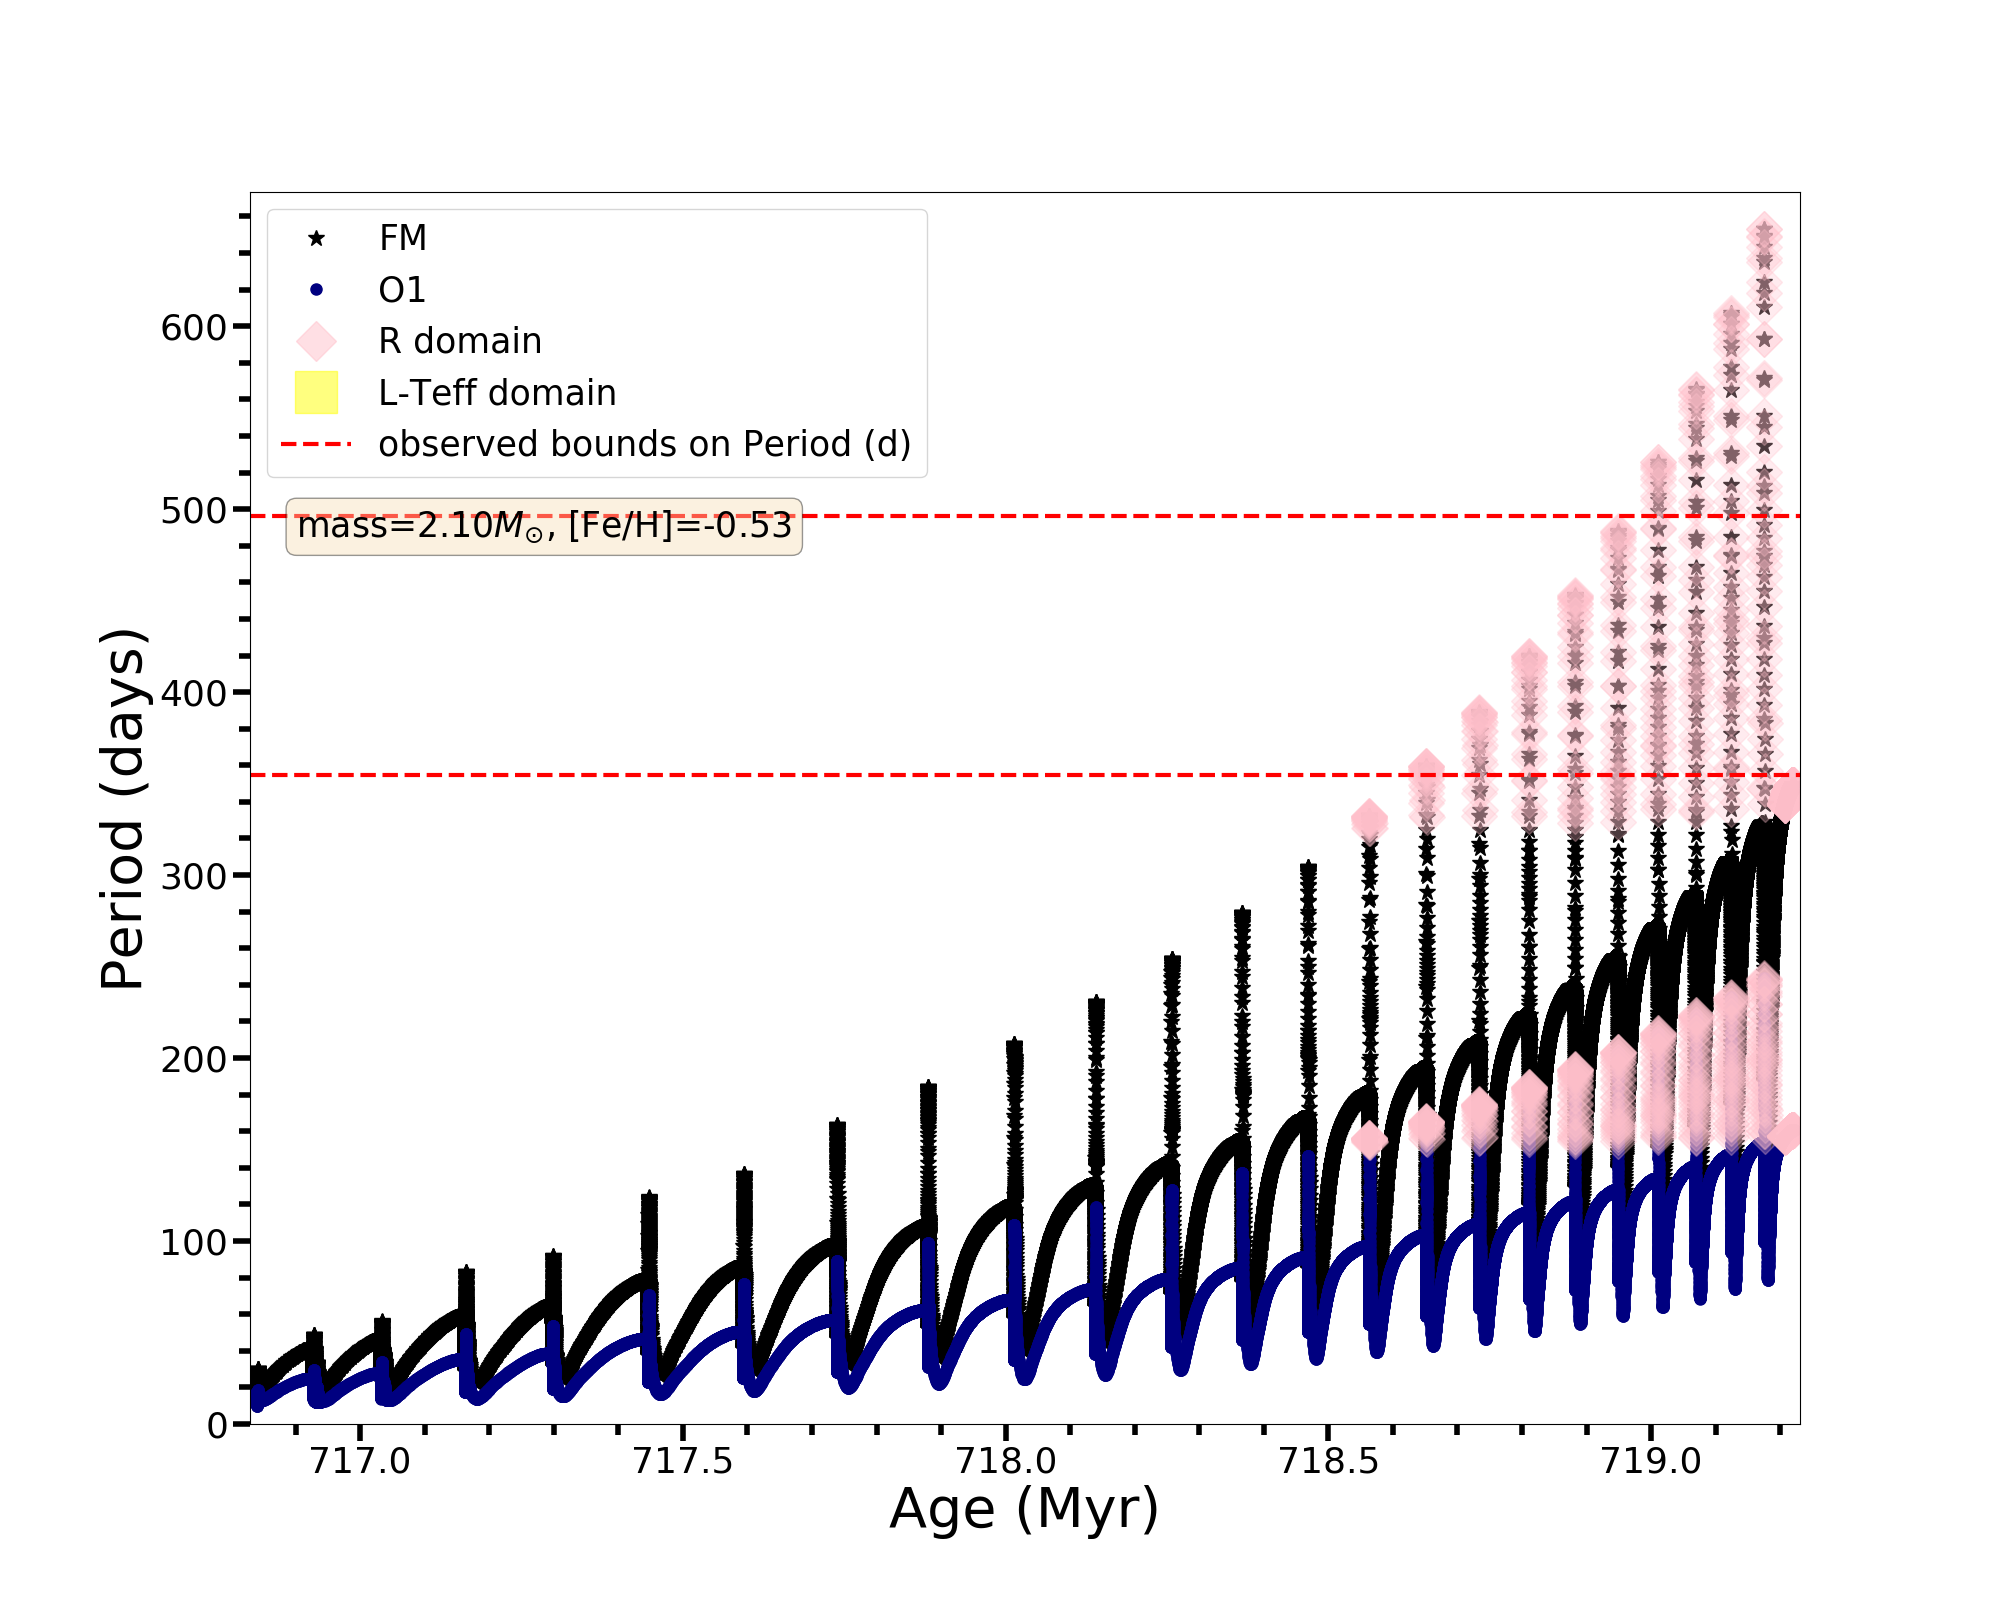 FM
O1
R domain
L-Teff domain
observed bounds on Period (d)
mass=2.10M⊙, [Fe/H]=-0.53
Period (days)
600
500
400
300
200
100
0
717.0 717.5 718.0 718.5 719.0
Age (Myr)